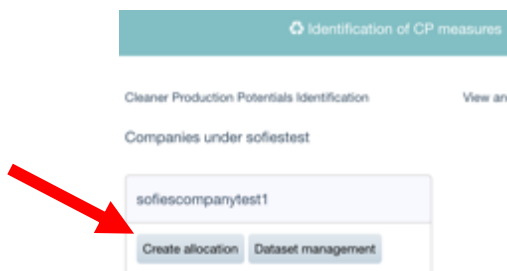 ♻ Identification of CP measures
Cleaner Production Potentials Identification View an
Companies under sofiestest
sofiescompanytest1
Create allocation Dataset management